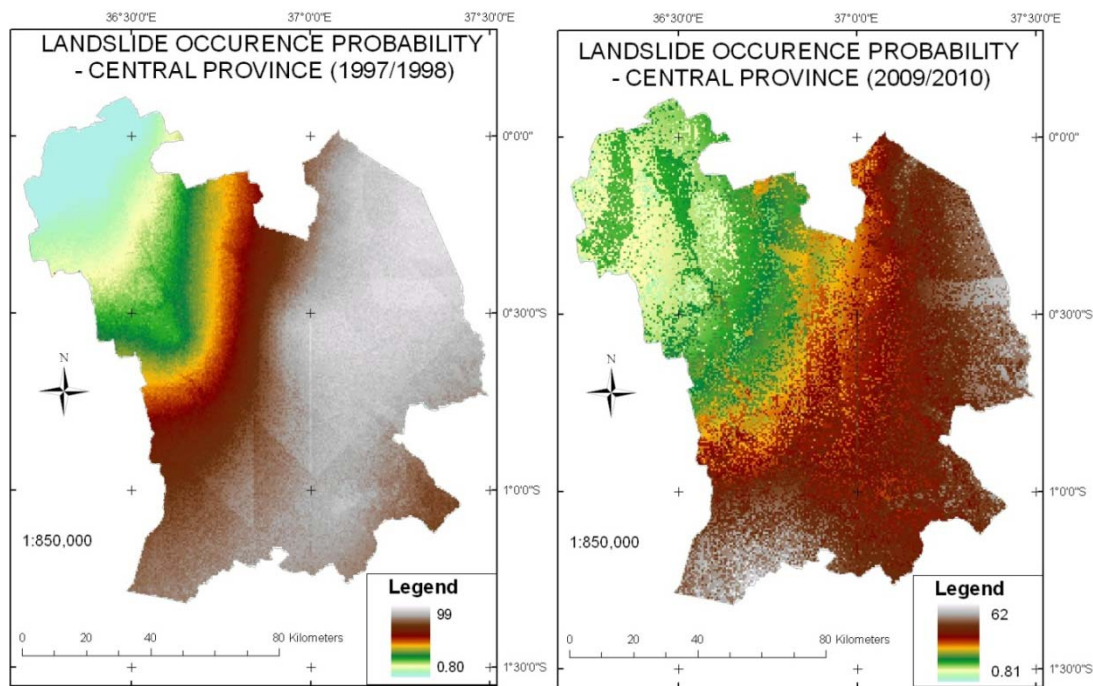 36°30'0"E
37°0'0"E
37°30'0"E
LANDSLIDE OCCURENCE PROBABILITY
- CENTRAL PROVINCE (1997/1998)
0°0'0"
N
0°30'0"S
1°0'0"S
1:850,000
Legend
99
0.80
0 20 40 80 Kilometers
1°30'0"S
36°30'0"E
37°0'0"E
37°30'0"E
LANDSLIDE OCCURENCE PROBABILITY
- CENTRAL PROVINCE (2009/2010)
0°0'0"
0°30'0"S
N
1°0'0"S
1:850,000
Legend
62
0.81
0 20 40 80 Kilometers
1°30'0"S